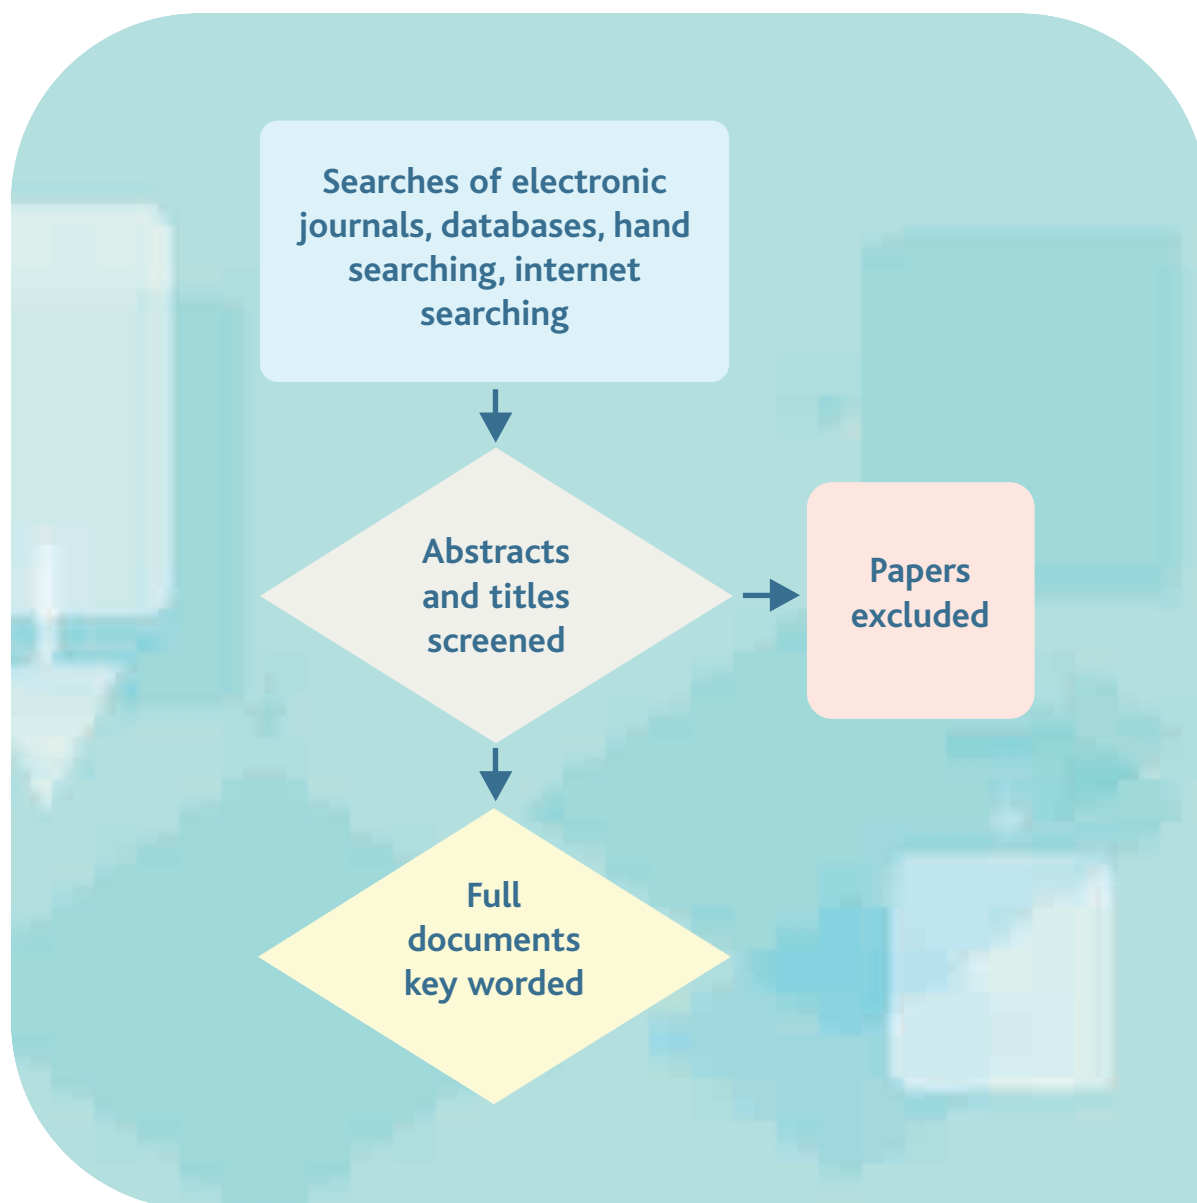 Searches of electronic
journals, databases, hand
searching, internet
searching
Abstracts
and titles
screened
Papers
excluded
Full
documents
key worded